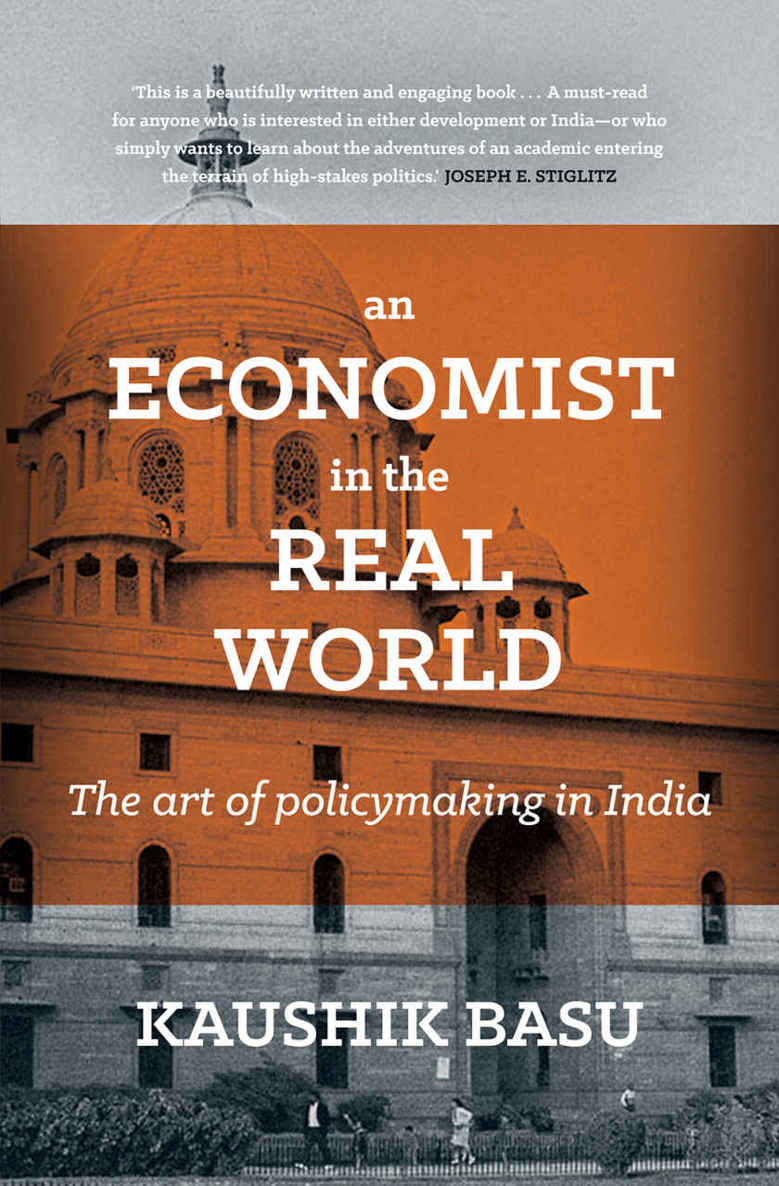 ‘This is a beautifully written and engaging book . . . A must-read
for anyone who is interested in either development or India—or who
simply wants to learn about the adventures of an academic entering
the terrain of high-stakes politics.’ JOSEPH E. STIGLITZ
an
ECONOMIST
in the
REAL
WORLD
The art of policymaking in India
KAUSHIK BASU